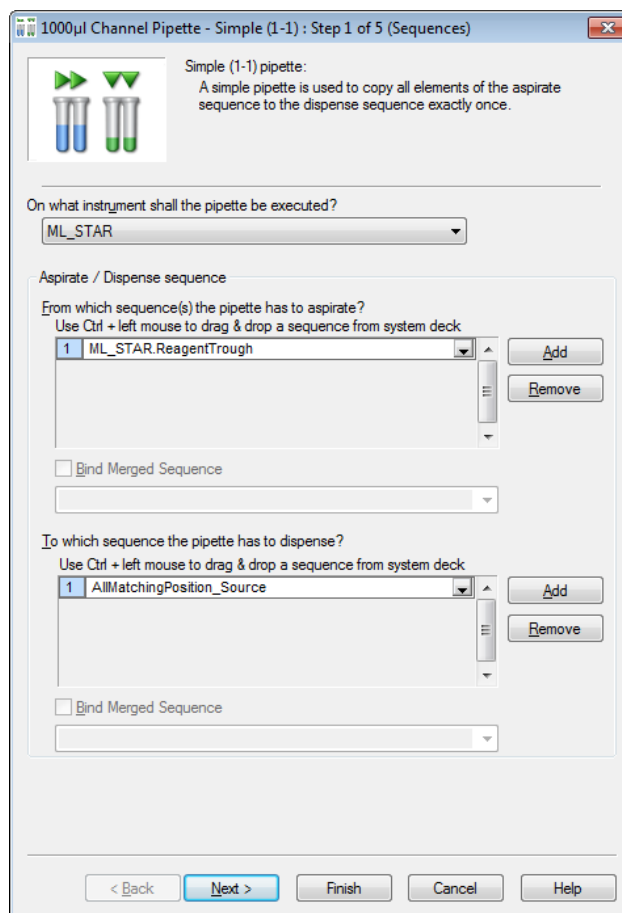 1000µl Channel Pipette - Simple (1-1) : Step 1 of 5 (Sequences)
Simple (1-1) pipette:
A simple pipette is used to copy all elements of the aspirate
sequence to the dispense sequence exactly once.
On what instrument shall the pipette be executed?
ML_STAR
Aspirate / Dispense sequence
From which sequence(s) the pipette has to aspirate?
Use Ctrl + left mouse to drag & drop a sequence from system deck
1 ML_STAR.ReagentTrough
Add
Remove
Bind Merged Sequence
To which sequence the pipette has to dispense?
Use Ctrl + left mouse to drag & drop a sequence from system deck
1 AllMatchingPosition_Source
Add
Remove
Bind Merged Sequence
< Back Next > Finish Cancel Help